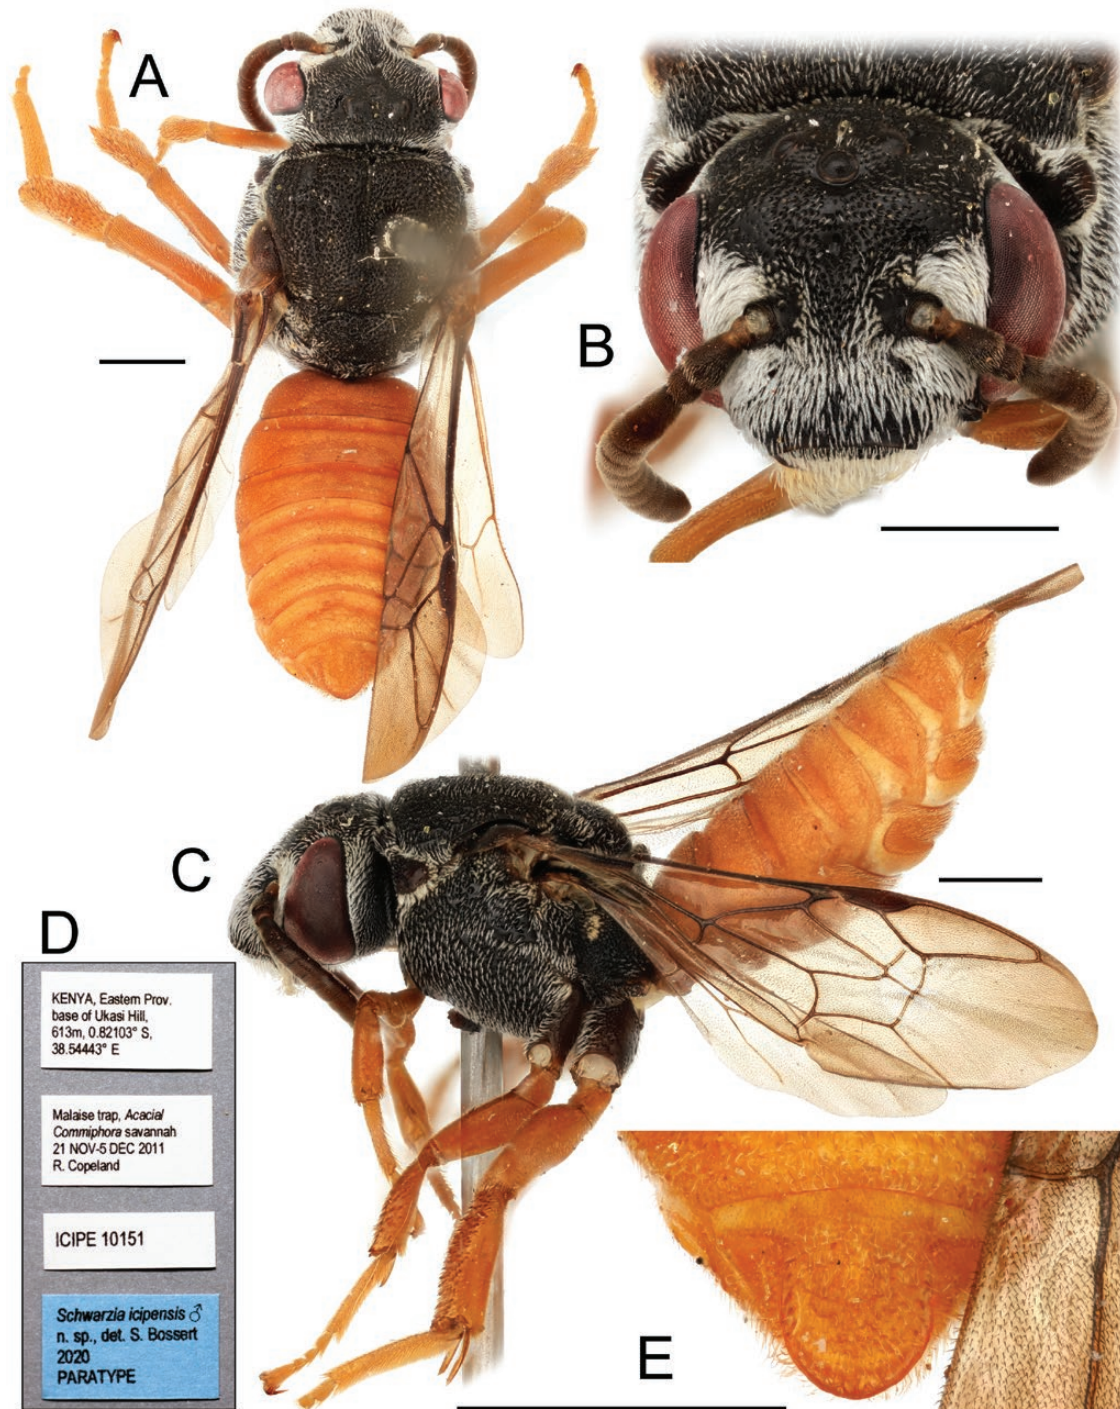 A
B
C
D
KENYA, Eastern Prov.
base of Ukasi Hill,
613m, 0.82103° S,
38.54443° E
Malaise trap, Acacia/
Commiphora savannah
21 NOV-5 DEC 2011
R. Copeland
ICIPE 10151
Schwarzia icipensis ♂
n. sp., det. S. Bossert
2020
PARATYPE
E